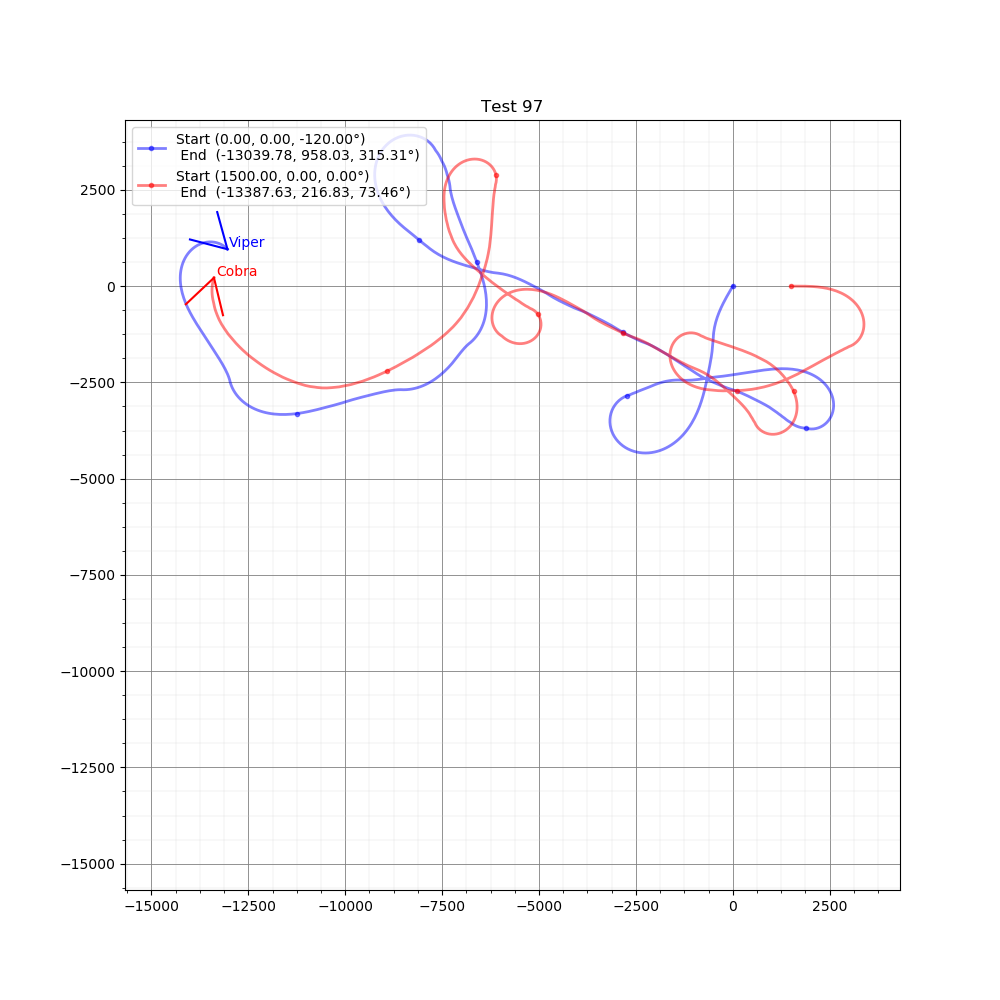 Test 97
Start (0.00, 0.00, -120.00°)
End (-13039.78, 958.03, 315.31°)
Start (1500.00, 0.00, 0.00°)
End (-13387.63, 216.83, 73.46°)
Viper
Cobra
2500
0
−2500
−5000
−7500
−10000
−12500
−15000
−15000 −12500 −10000 −7500 −5000 −2500 0 2500